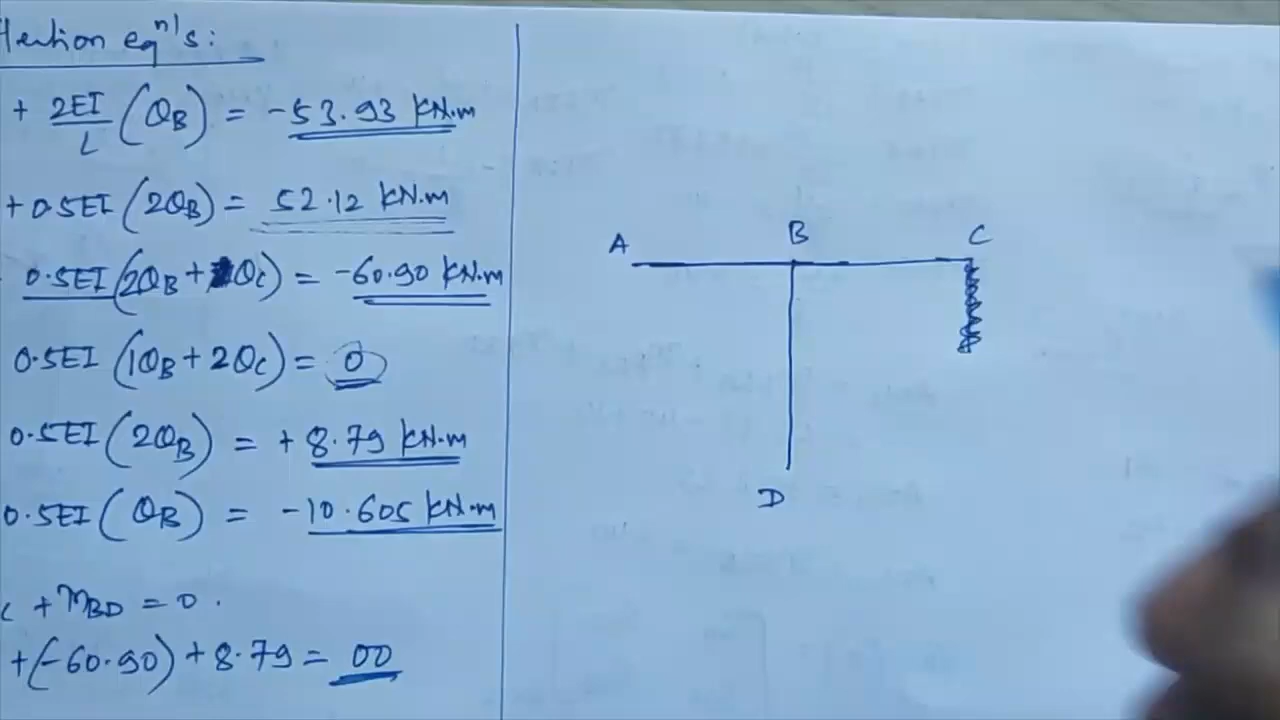 eqⁿ's:
+ 2EI/L (θB) = -53.93 KN.m
+0.5EI (2θB) = 52.12 KN.m
0.5EI (2θB + θC) = -60.90 KN.m
0.5EI (1θB + 2θC) = 0
0.5EI (2θB) = +8.79 KN.m
0.5EI (θB) = -10.605 KN.m
+ MBD = 0.
+(-60.90) + 8.79 = 00
A
B
C
D